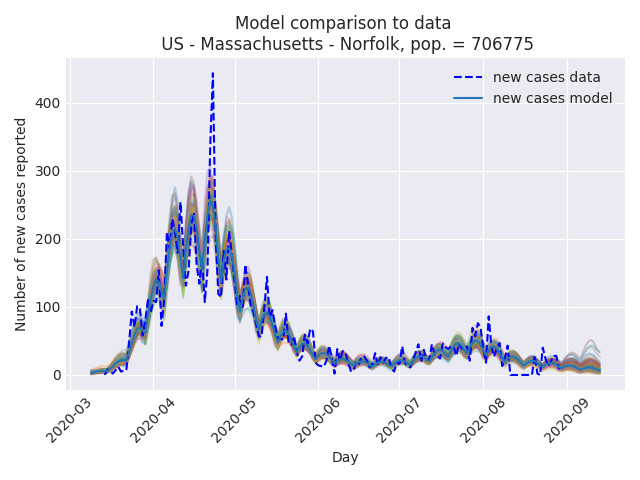 Model comparison to data
US - Massachusetts - Norfolk, pop. = 706775
new cases data
new cases model
Number of new cases reported
400
300
200
100
0
2020-03
2020-04
2020-05
2020-06
2020-07
2020-08
2020-09
Day